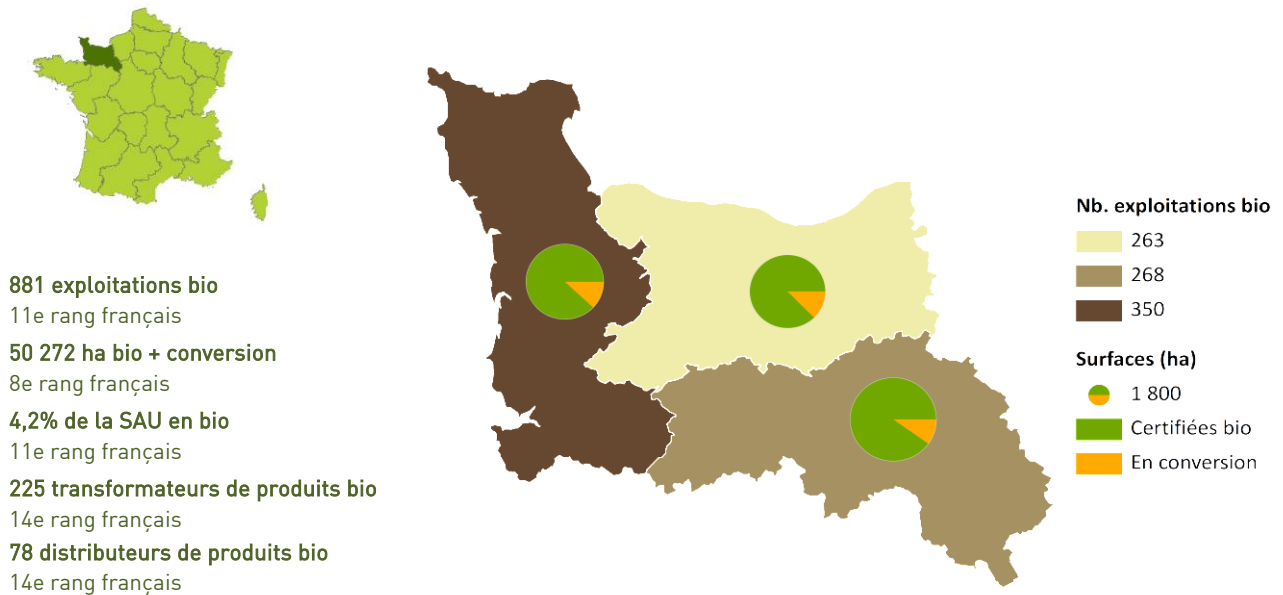 881 exploitations bio
11e rang français
50 272 ha bio + conversion
8e rang français
4,2% de la SAU en bio
11e rang français
225 transformateurs de produits bio
14e rang français
78 distributeurs de produits bio
14e rang français
Nb. exploitations bio
263
268
350
Surfaces (ha)
1 800
Certifiées bio
En conversion